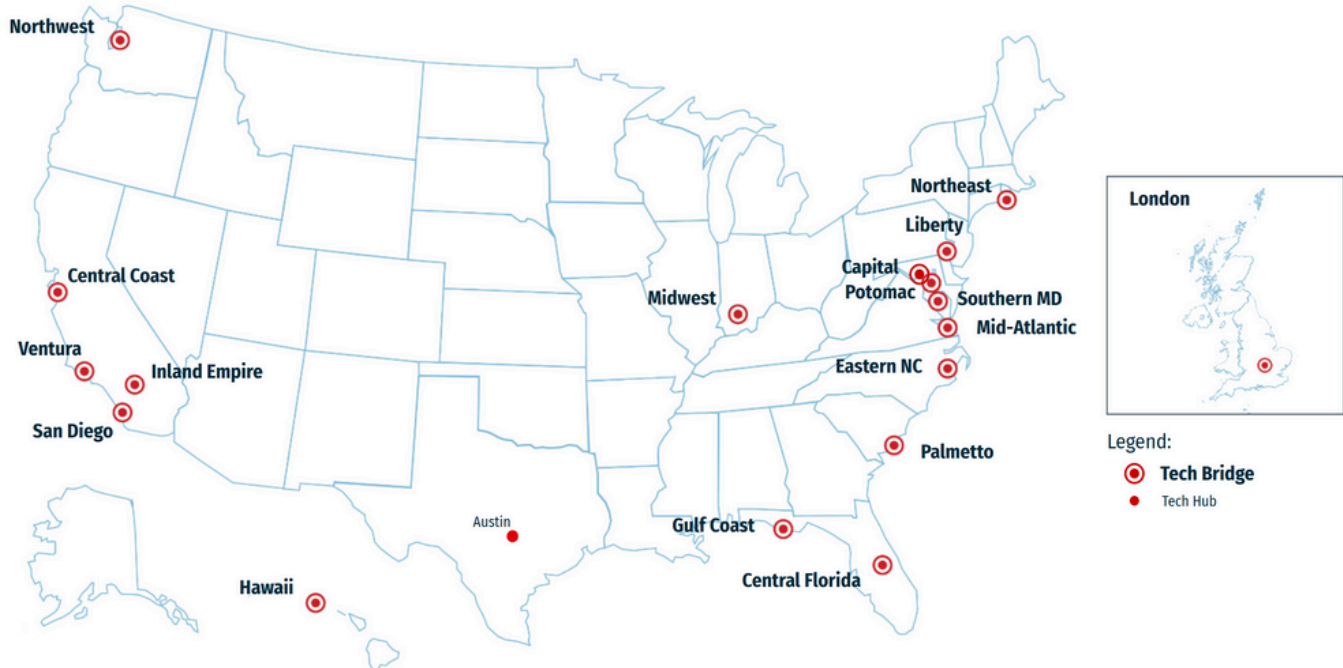 Northwest
Northeast
London
Liberty
Capital
Central Coast
Potomac
Southern MD
Midwest
Mid-Atlantic
Ventura
Inland Empire
Eastern NC
San Diego
Legend:
Palmetto
Tech Bridge
Tech Hub
Austin
Gulf Coast
Central Florida
Hawaii